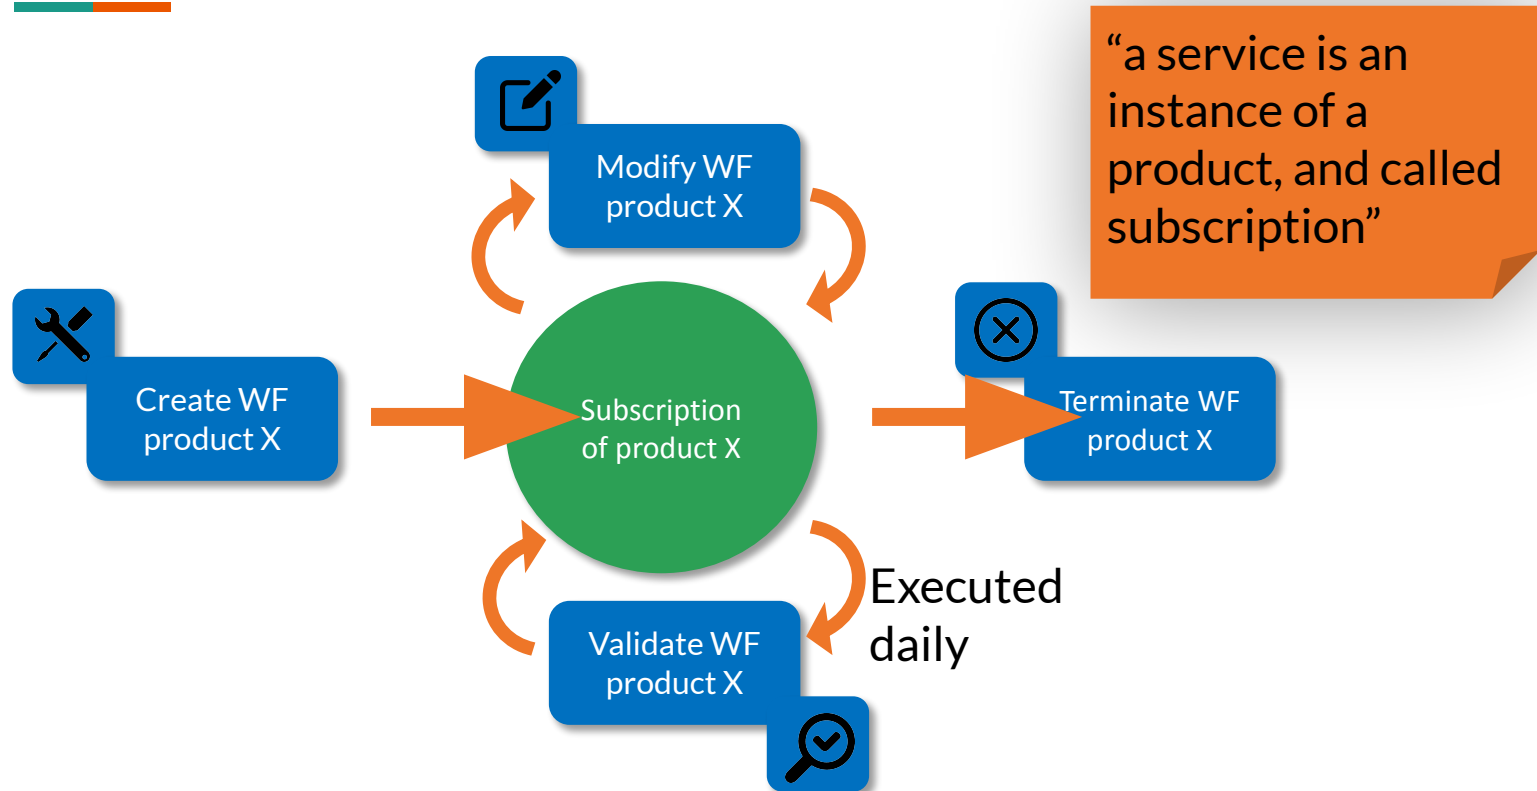 “a service is an
instance of a
product, and called
subscription”
Modify WF
product X
Create WF
product X
Subscription
of product X
Terminate WF
product X
Executed
daily
Validate WF
product X